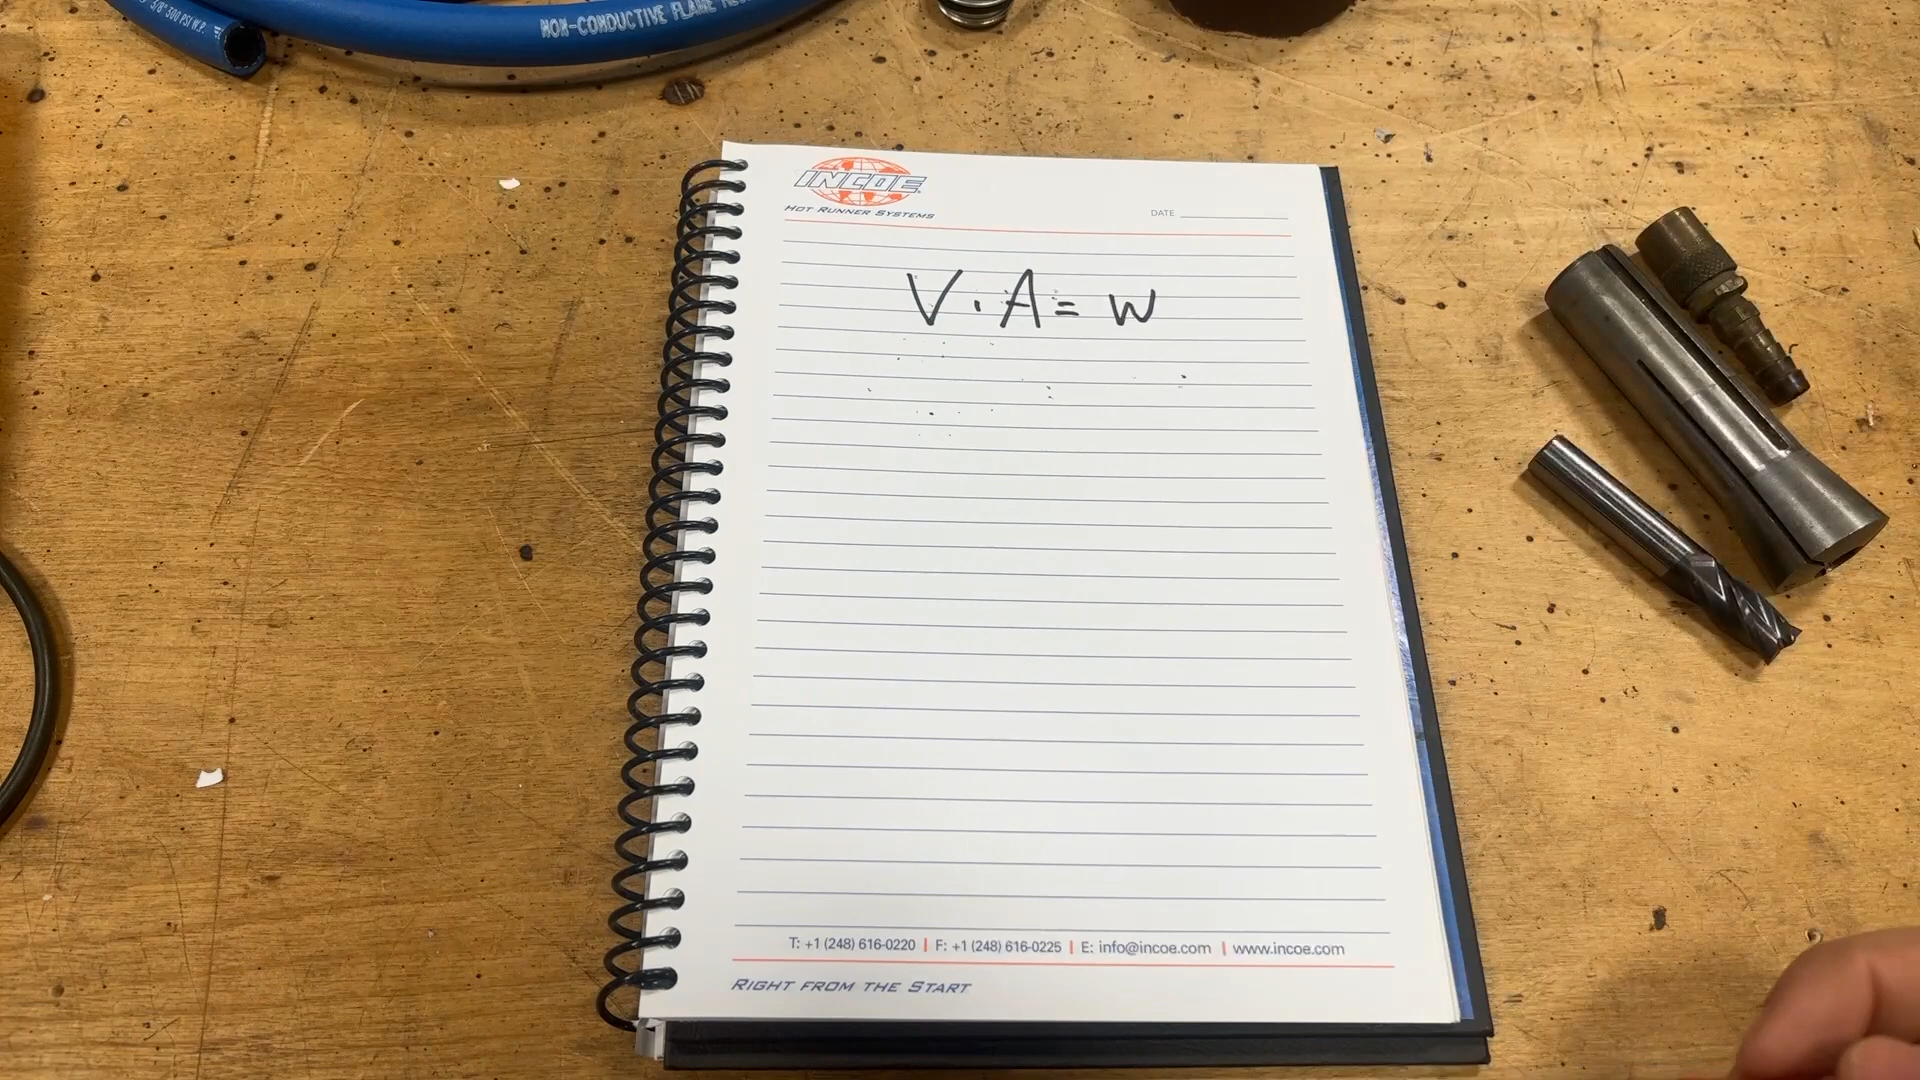 5/8" 300 PSI W.P.
NON-CONDUCTIVE FLAME
INCOE
HOT RUNNER SYSTEMS
DATE
V · A = W
T: +1 (248) 616-0220 | F: +1 (248) 616-0225 | E: info@incoe.com | www.incoe.com
RIGHT FROM THE START